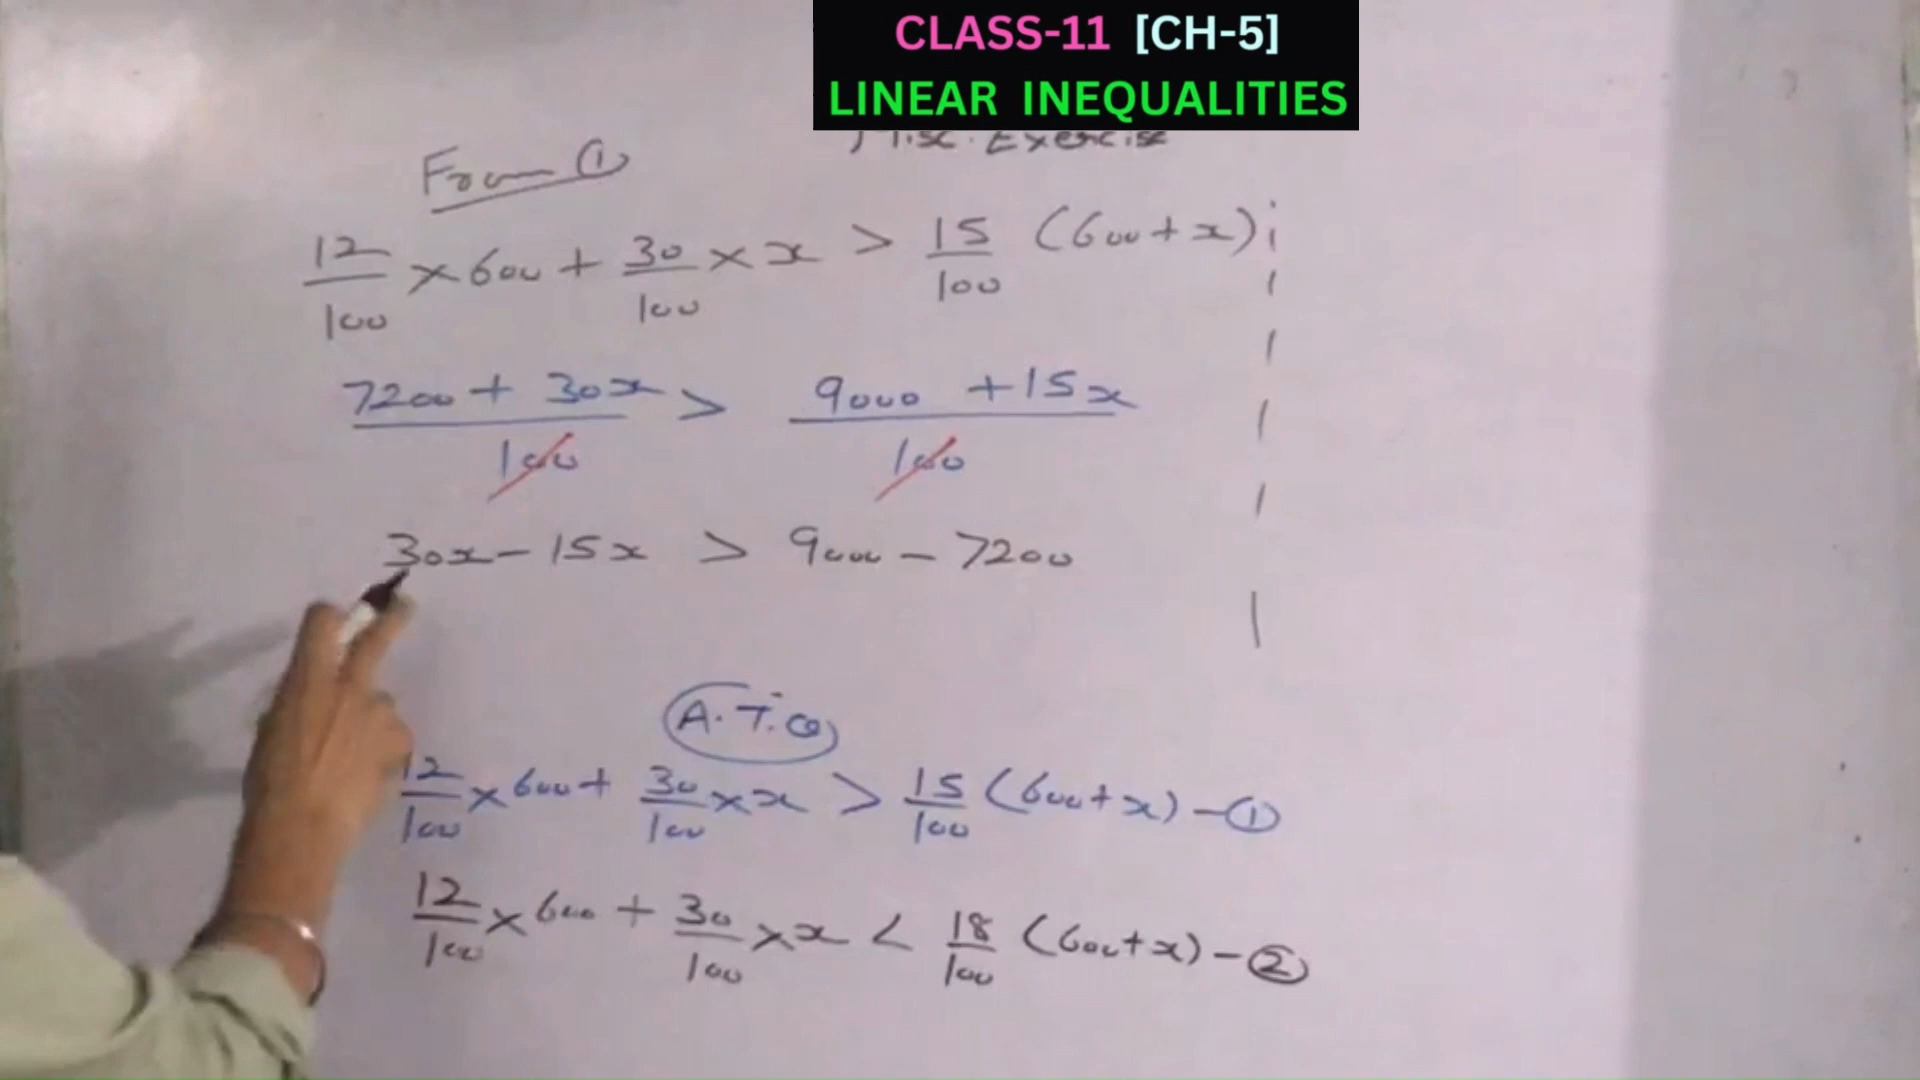 CLASS-11 [CH-5]
LINEAR INEQUALITIES
Misc. Exercise
From ①
12/100 × 600 + 30/100 × x > 15/100 (600 + x)
7200 + 30x / 100 > 9000 + 15x / 100
30x - 15x > 9000 - 7200
A.T.Q
12/100 × 600 + 30/100 × x > 15/100 (600 + x) - ①
12/100 × 600 + 30/100 × x < 18/100 (600 + x) - ②